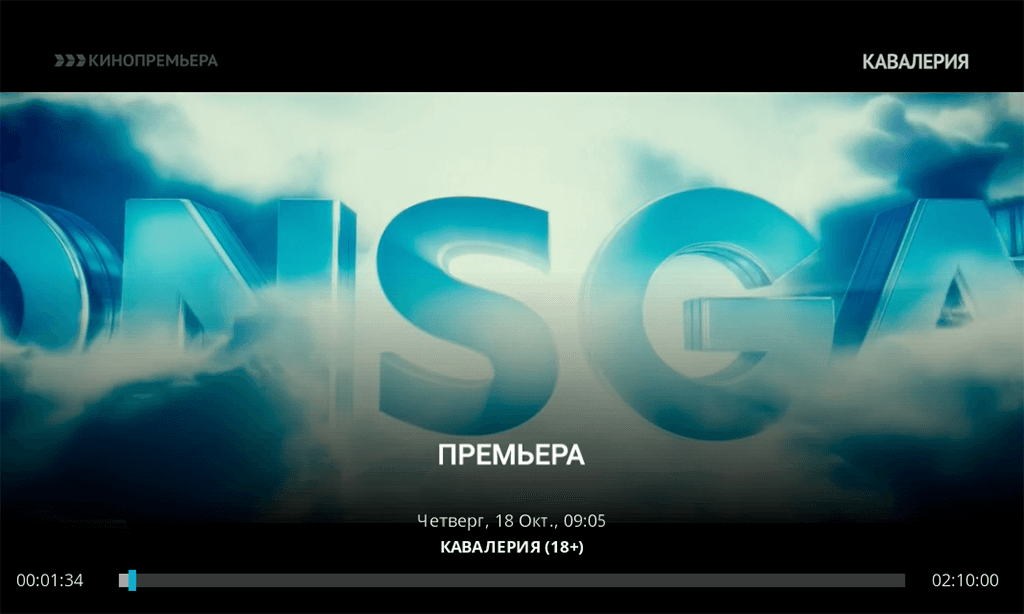 КИНОПРЕМЬЕРА
КАВАЛЕРИЯ
ONSGA
ПРЕМЬЕРА
Четверг, 18 Окт., 09:05
КАВАЛЕРИЯ (18+)
00:01:34
02:10:00